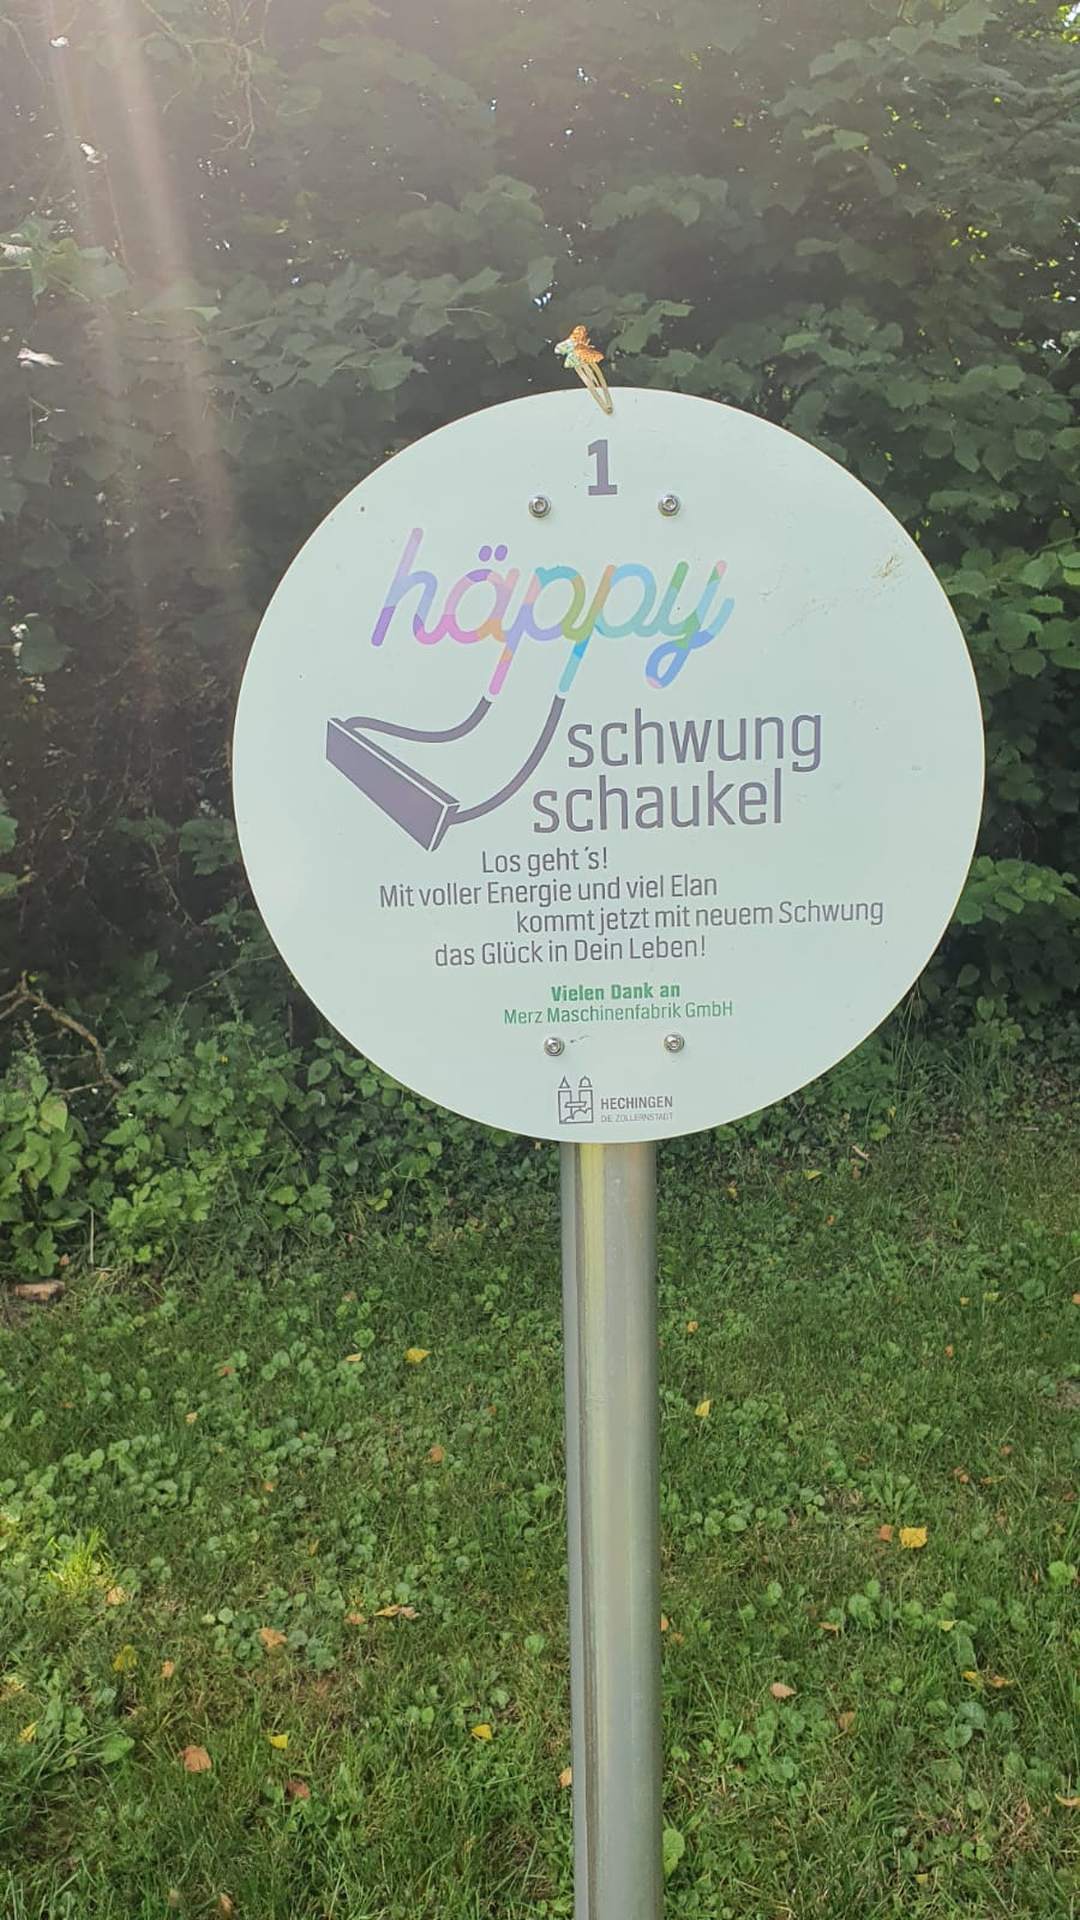 1
häppy
schwung
schaukel
Los geht´s!
Mit voller Energie und viel Elan
kommt jetzt mit neuem Schwung
das Glück in Dein Leben!
Vielen Dank an
Merz Maschinenfabrik GmbH
HECHINGEN
DIE ZOLLERNSTADT